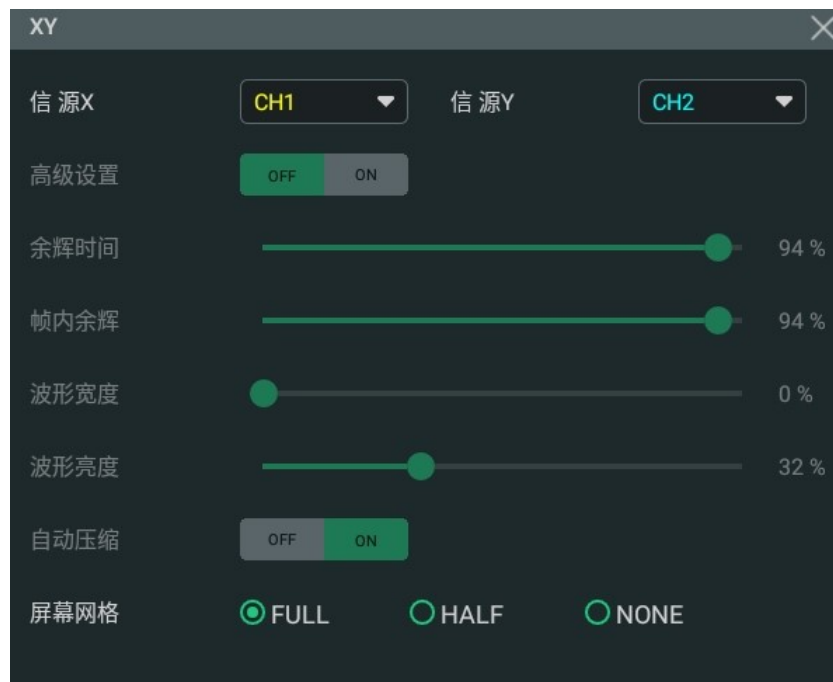 XY
信 源X CH1 信 源Y CH2
高级设置 OFF ON
余辉时间 94 %
帧内余辉 94 %
波形宽度 0 %
波形亮度 32 %
自动压缩 OFF ON
屏幕网格 FULL HALF NONE